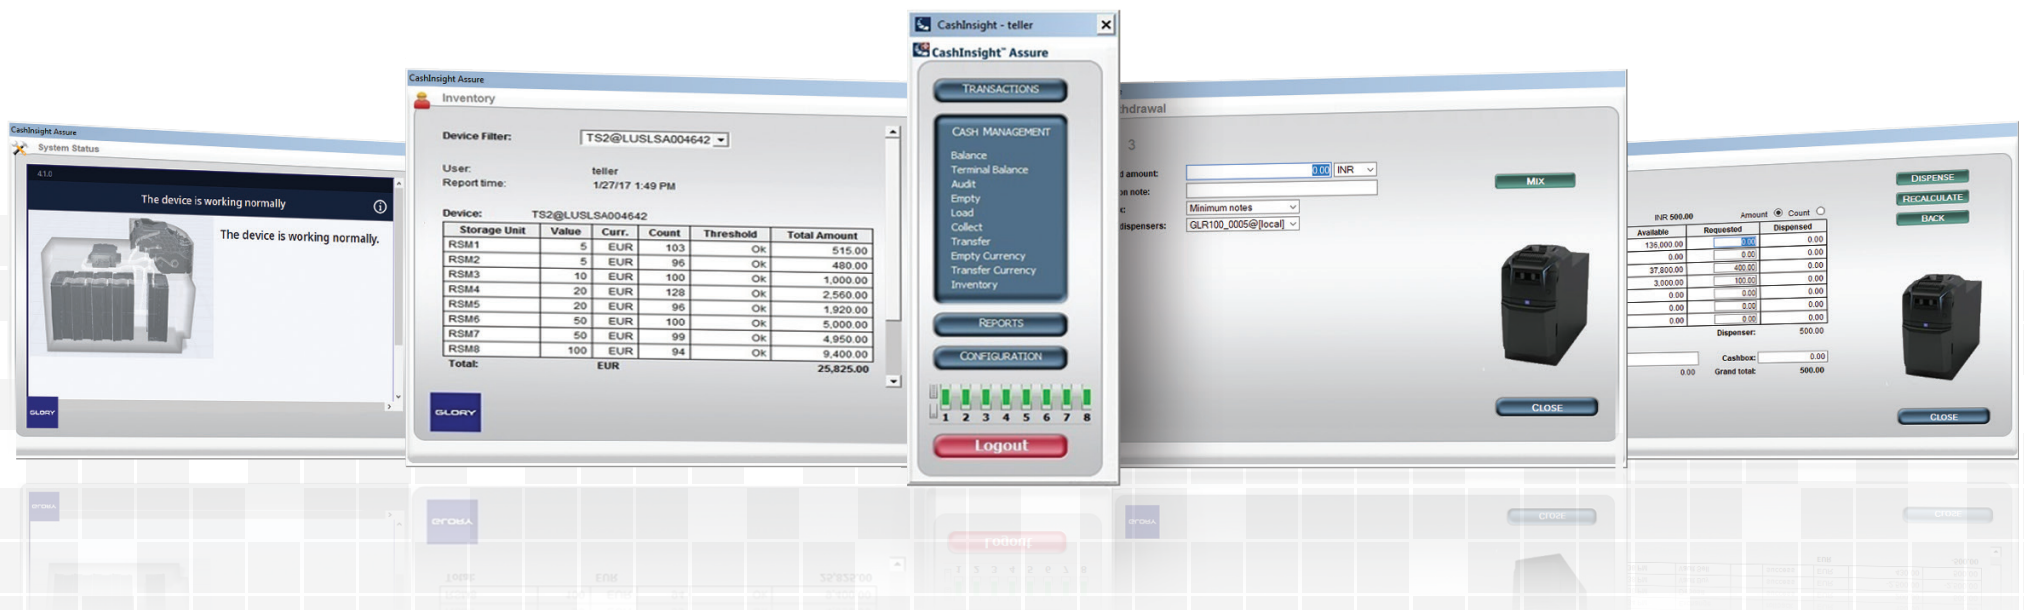 CashInsight Assure
System Status
4.1.0
The device is working normally
The device is working normally.
GLORY
CashInsight Assure
Inventory
Device Filter: TS2@LUSLSA004642
User: teller
Report time: 1/27/17 1:49 PM
Device: TS2@LUSLSA004642
Storage Unit Value Curr. Count Threshold Total Amount
RSM1 5 EUR 103 Ok 515.00
RSM2 5 EUR 96 Ok 480.00
RSM3 10 EUR 100 Ok 1,000.00
RSM4 20 EUR 128 Ok 2,560.00
RSM5 20 EUR 96 Ok 1,920.00
RSM6 50 EUR 100 Ok 5,000.00
RSM7 50 EUR 99 Ok 4,950.00
RSM8 100 EUR 94 Ok 9,400.00
Total: EUR 25,825.00
GLORY
CashInsight - teller
CashInsight™ Assure
TRANSACTIONS
CASH MANAGEMENT
Balance
Terminal Balance
Audit
Empty
Load
Collect
Transfer
Empty Currency
Transfer Currency
Inventory
REPORTS
CONFIGURATION
1 2 3 4 5 6 7 8
Logout
thdrawal
3
amount: 0.00 INR
on note:
Minimum notes
dispensers: GLR100_0005@[local]
MIX
CLOSE
DISPENSE
RECALCULATE
BACK
INR 500.00 Amount Count
Available Requested Dispensed
136,000.00 0.00 0.00
0.00 0.00 0.00
37,800.00 400.00 0.00
3,000.00 100.00 0.00
0.00 0.00 0.00
0.00 0.00 0.00
0.00 0.00 0.00
Dispenser: 500.00
Cashbox: 0.00
0.00 Grand total: 500.00
CLOSE